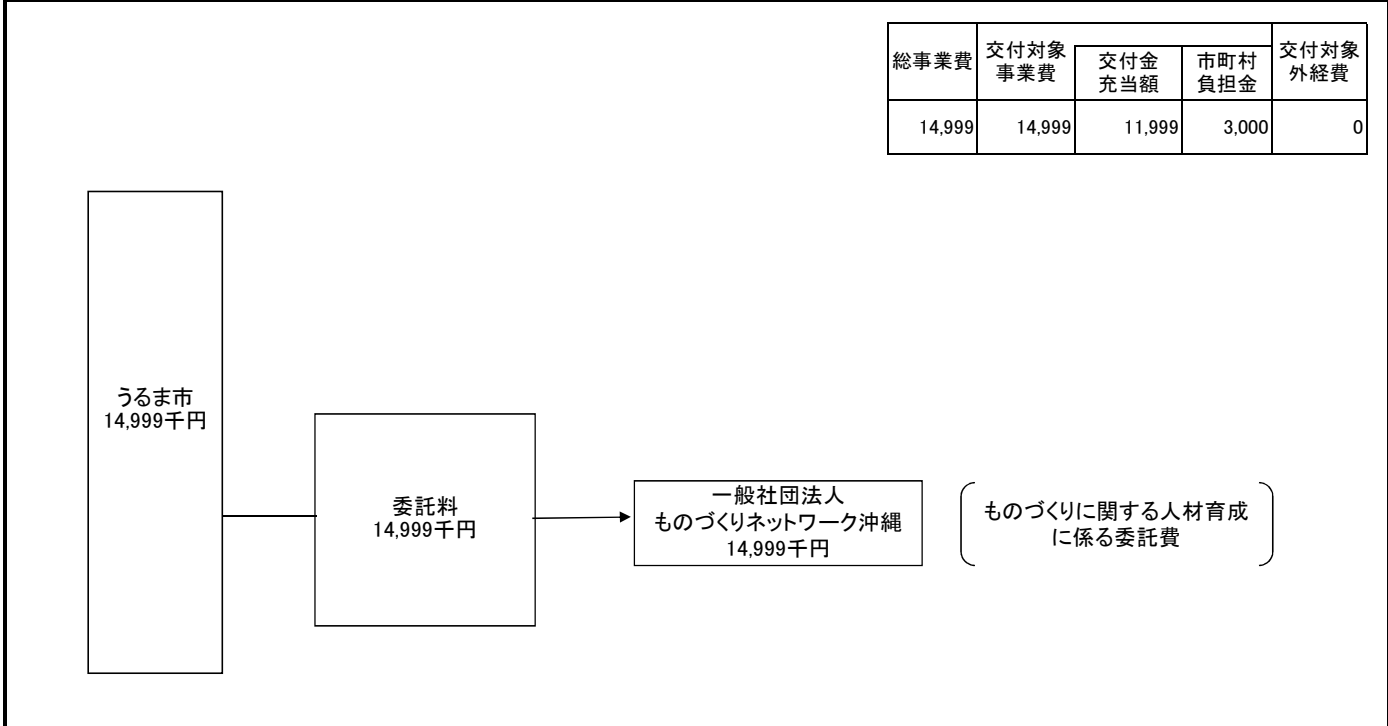 総事業費
交付対象
事業費
交付金
充当額
市町村
負担金
交付対象
外経費
14,999 14,999 11,999 3,000 0
うるま市
14,999千円
委託料
14,999千円
一般社団法人
ものづくりネットワーク沖縄
14,999千円
ものづくりに関する人材育成
に係る委託費